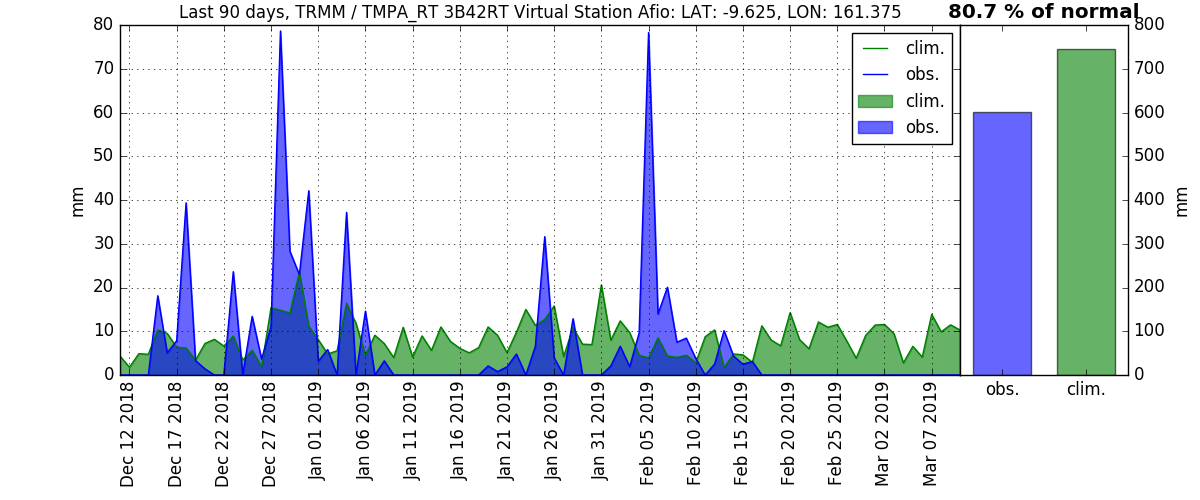 Last 90 days, TRMM / TMPA_RT 3B42RT Virtual Station Afio: LAT: -9.625, LON: 161.375
80.7 % of normal
80
70
60
50
40
30
20
10
0
mm
clim.
obs.
clim.
obs.
Dec 12 2018
Dec 17 2018
Dec 22 2018
Dec 27 2018
Jan 01 2019
Jan 06 2019
Jan 11 2019
Jan 16 2019
Jan 21 2019
Jan 26 2019
Jan 31 2019
Feb 05 2019
Feb 10 2019
Feb 15 2019
Feb 20 2019
Feb 25 2019
Mar 02 2019
Mar 07 2019
800
700
600
500
400
300
200
100
0
mm
obs.
clim.